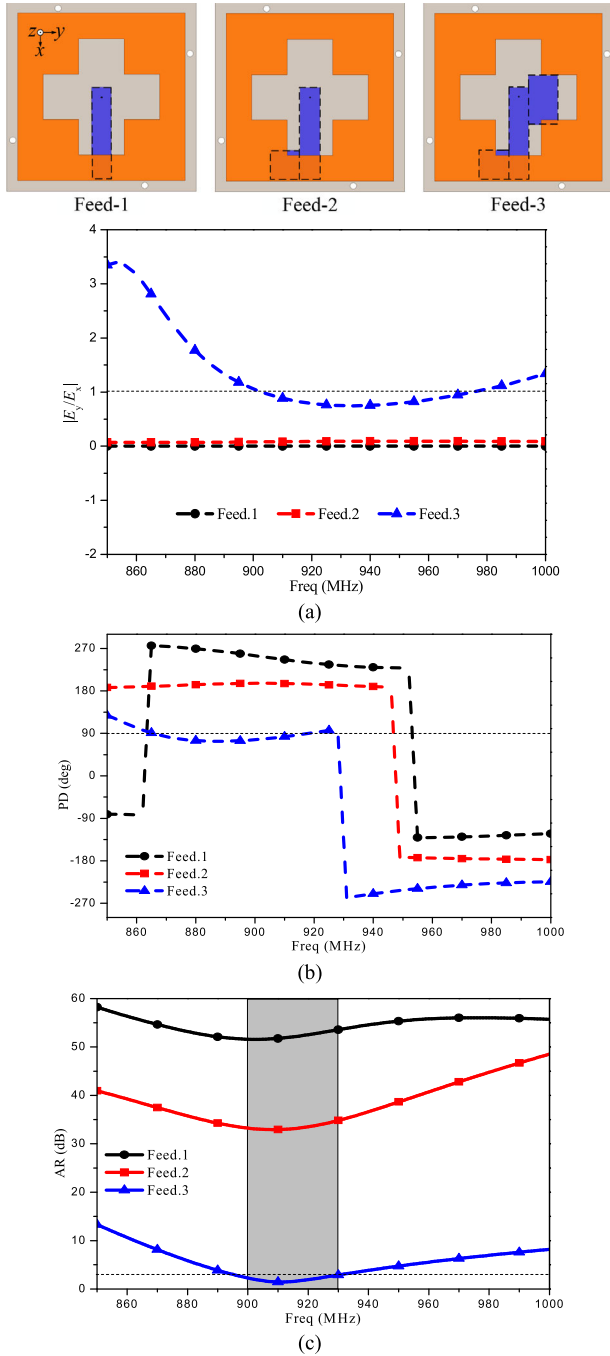 z y
x
Feed-1 Feed-2 Feed-3
4
3
2
1
0
-1
-2
|Ey/Ex|
Feed.1 Feed.2 Feed.3
860 880 900 920 940 960 980 1000
Freq (MHz)
(a)
270
180
90
0
-90
-180
-270
PD (deg)
Feed.1
Feed.2
Feed.3
860 880 900 920 940 960 980 1000
Freq (MHz)
(b)
60
50
40
30
20
10
0
AR (dB)
Feed.1
Feed.2
Feed.3
860 880 900 920 940 960 980 1000
Freq (MHz)
(c)